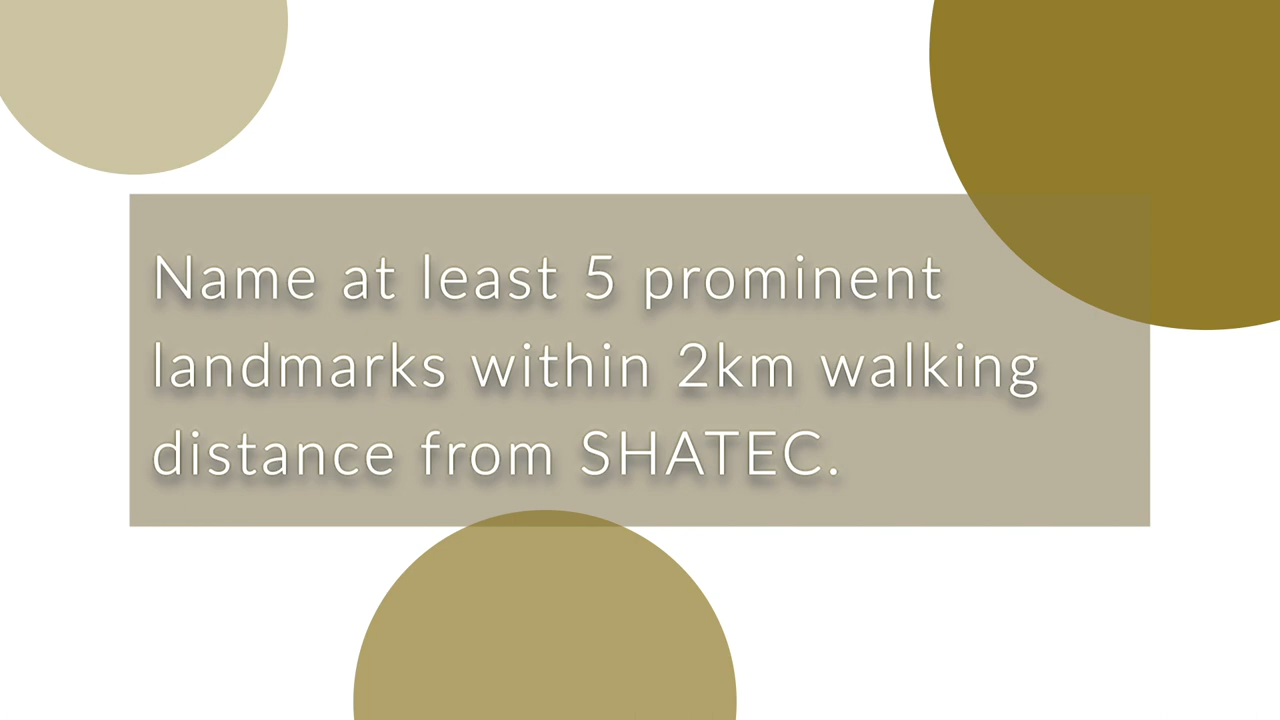 Name at least 5 prominent
landmarks within 2km walking
distance from SHATEC.